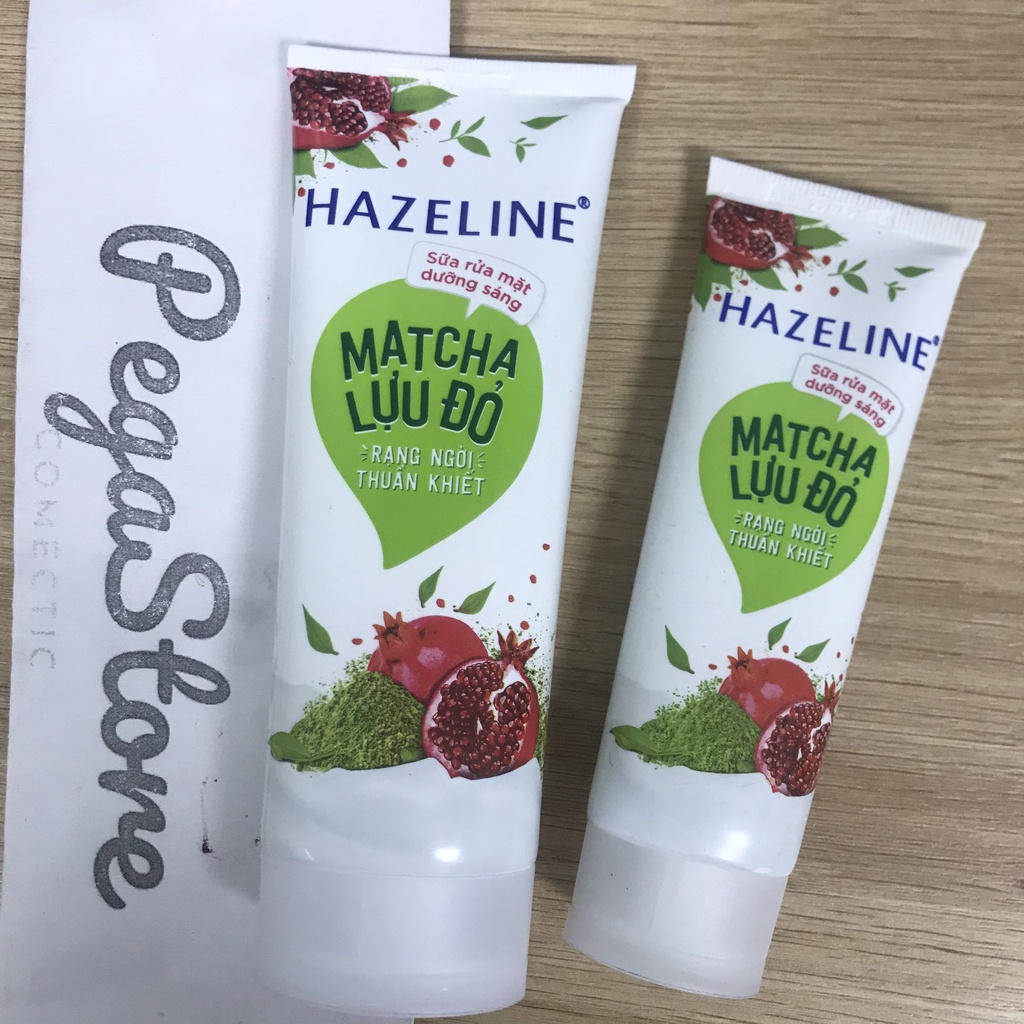 PegaStore
COMECTIC
HAZELINE®
Sữa rửa mặt
dưỡng sáng
MATCHA
LỰU ĐỎ
RẠNG NGỜI
THUẦN KHIẾT
HAZELINE®
Sữa rửa mặt
dưỡng sáng
MATCHA
LỰU ĐỎ
RẠNG NGỜI
THUẦN KHIẾT